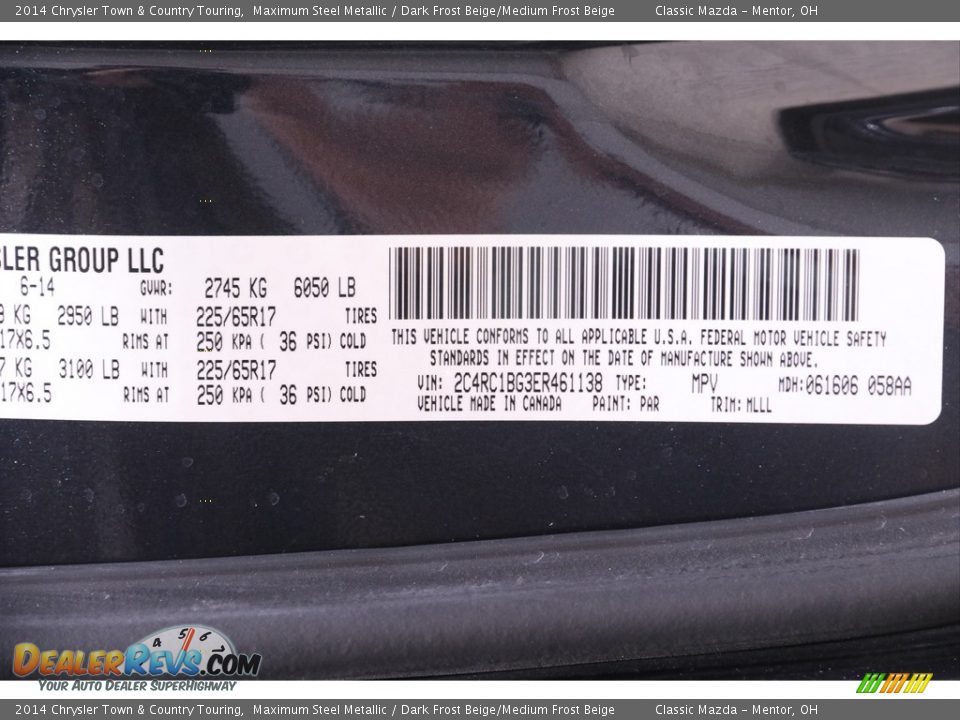 2014 Chrysler Town & Country Touring, Maximum Steel Metallic / Dark Frost Beige/Medium Frost Beige Classic Mazda - Mentor, OH
SLER GROUP LLC
6-14 GVWR: 2745 KG 6050 LB
KG 2950 LB WITH 225/65R17 TIRES
17X6.5 RIMS AT 250 KPA ( 36 PSI) COLD
7 KG 3100 LB WITH 225/65R17 TIRES
17X6.5 RIMS AT 250 KPA ( 36 PSI) COLD
THIS VEHICLE CONFORMS TO ALL APPLICABLE U.S.A. FEDERAL MOTOR VEHICLE SAFETY
STANDARDS IN EFFECT ON THE DATE OF MANUFACTURE SHOWN ABOVE.
VIN: 2C4RC1BG3ER461138 TYPE: MPV MDH:061606 058AA
VEHICLE MADE IN CANADA PAINT: PAR TRIM: MLLL
4 5 6 7
DealerRevs.com
Your Auto Dealer SuperHighway
2014 Chrysler Town & Country Touring, Maximum Steel Metallic / Dark Frost Beige/Medium Frost Beige Classic Mazda - Mentor, OH